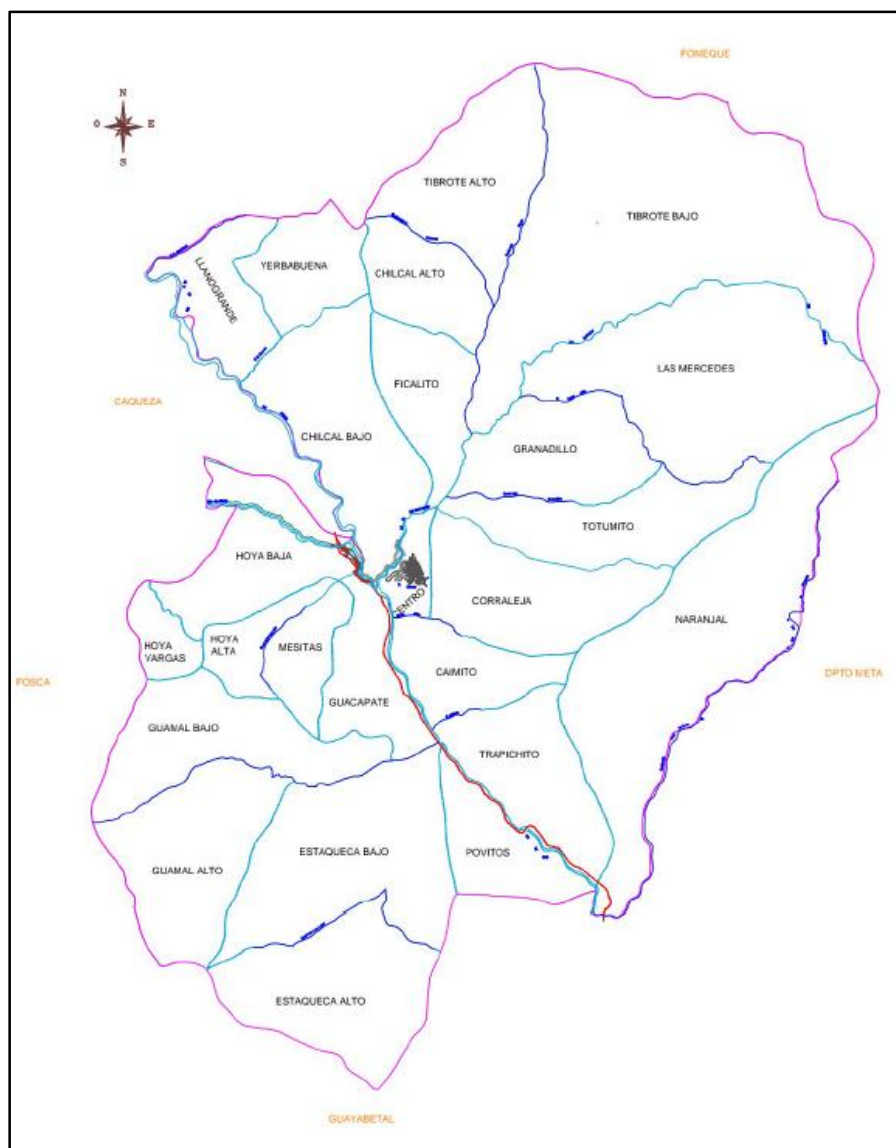 FOMEQUE
N
O E
S
TIBROTE ALTO
TIBROTE BAJO
YERBABUENA
CHILCAL ALTO
LLANOGRANDE
LAS MERCEDES
FICALITO
CAQUEZA
CHILCAL BAJO
GRANADILLO
TOTUMITO
HOYA BAJA
CORRALEJA
CENTRO
NARANJAL
HOYA
ALTA
MESITAS
HOYA
VARGAS
CAIMITO
DPTO META
FOSCA
GUACAPATE
GUAMAL BAJO
TRAPICHITO
ESTAQUECA BAJO
POVITOS
GUAMAL ALTO
ESTAQUECA ALTO
GUAYABETAL